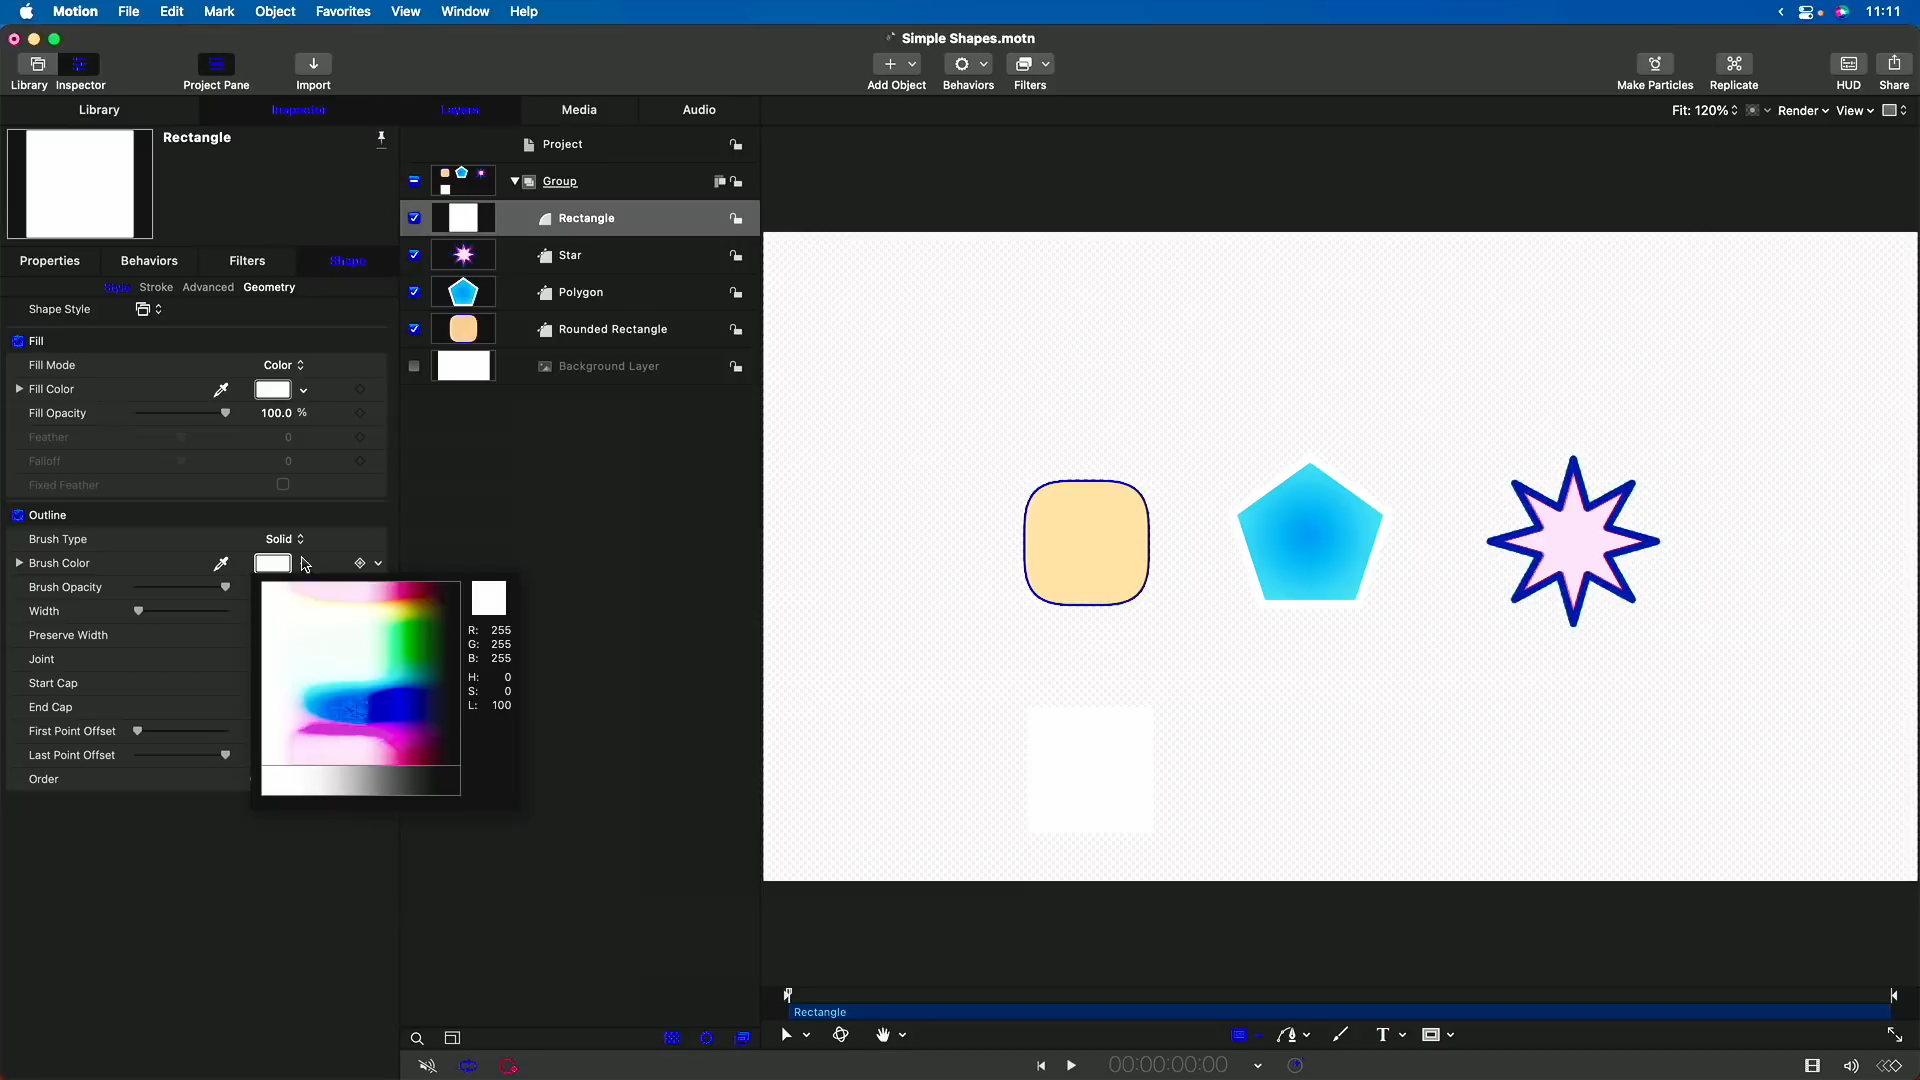 Motion File Edit Mark Object Favorites View Window Help 11:11
Simple Shapes.motn
Library Inspector Project Pane Import Add Object Behaviors Filters Make Particles Replicate HUD Share
Library Inspector Layers Media Audio Fit: 120% Render View
Rectangle
Project
Group
Rectangle
Star
Polygon
Rounded Rectangle
Background Layer
Properties Behaviors Filters Shape
Style Stroke Advanced Geometry
Shape Style
Fill
Fill Mode Color
Fill Color
Fill Opacity 100.0 %
Feather 0
Falloff 0
Fixed Feather
Outline
Brush Type Solid
Brush Color
Brush Opacity
Width
Preserve Width
Joint
Start Cap
End Cap
First Point Offset
Last Point Offset
Order
R: 255
G: 255
B: 255
H: 0
S: 0
L: 100
Rectangle
T
00:00:00:00